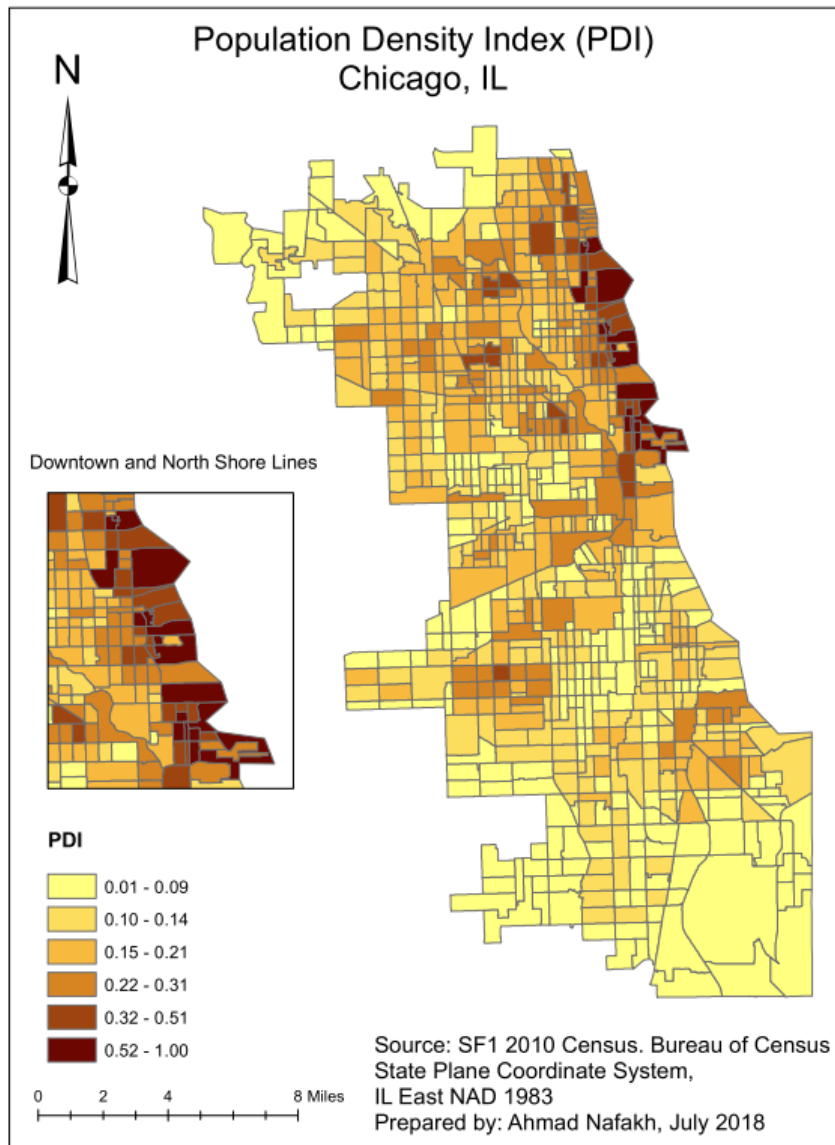 Population Density Index (PDI)
Chicago, IL
N
Downtown and North Shore Lines
PDI
0.01 - 0.09
0.10 - 0.14
0.15 - 0.21
0.22 - 0.31
0.32 - 0.51
0.52 - 1.00
0 2 4 8 Miles
Source: SF1 2010 Census. Bureau of Census
State Plane Coordinate System,
IL East NAD 1983
Prepared by: Ahmad Nafakh, July 2018